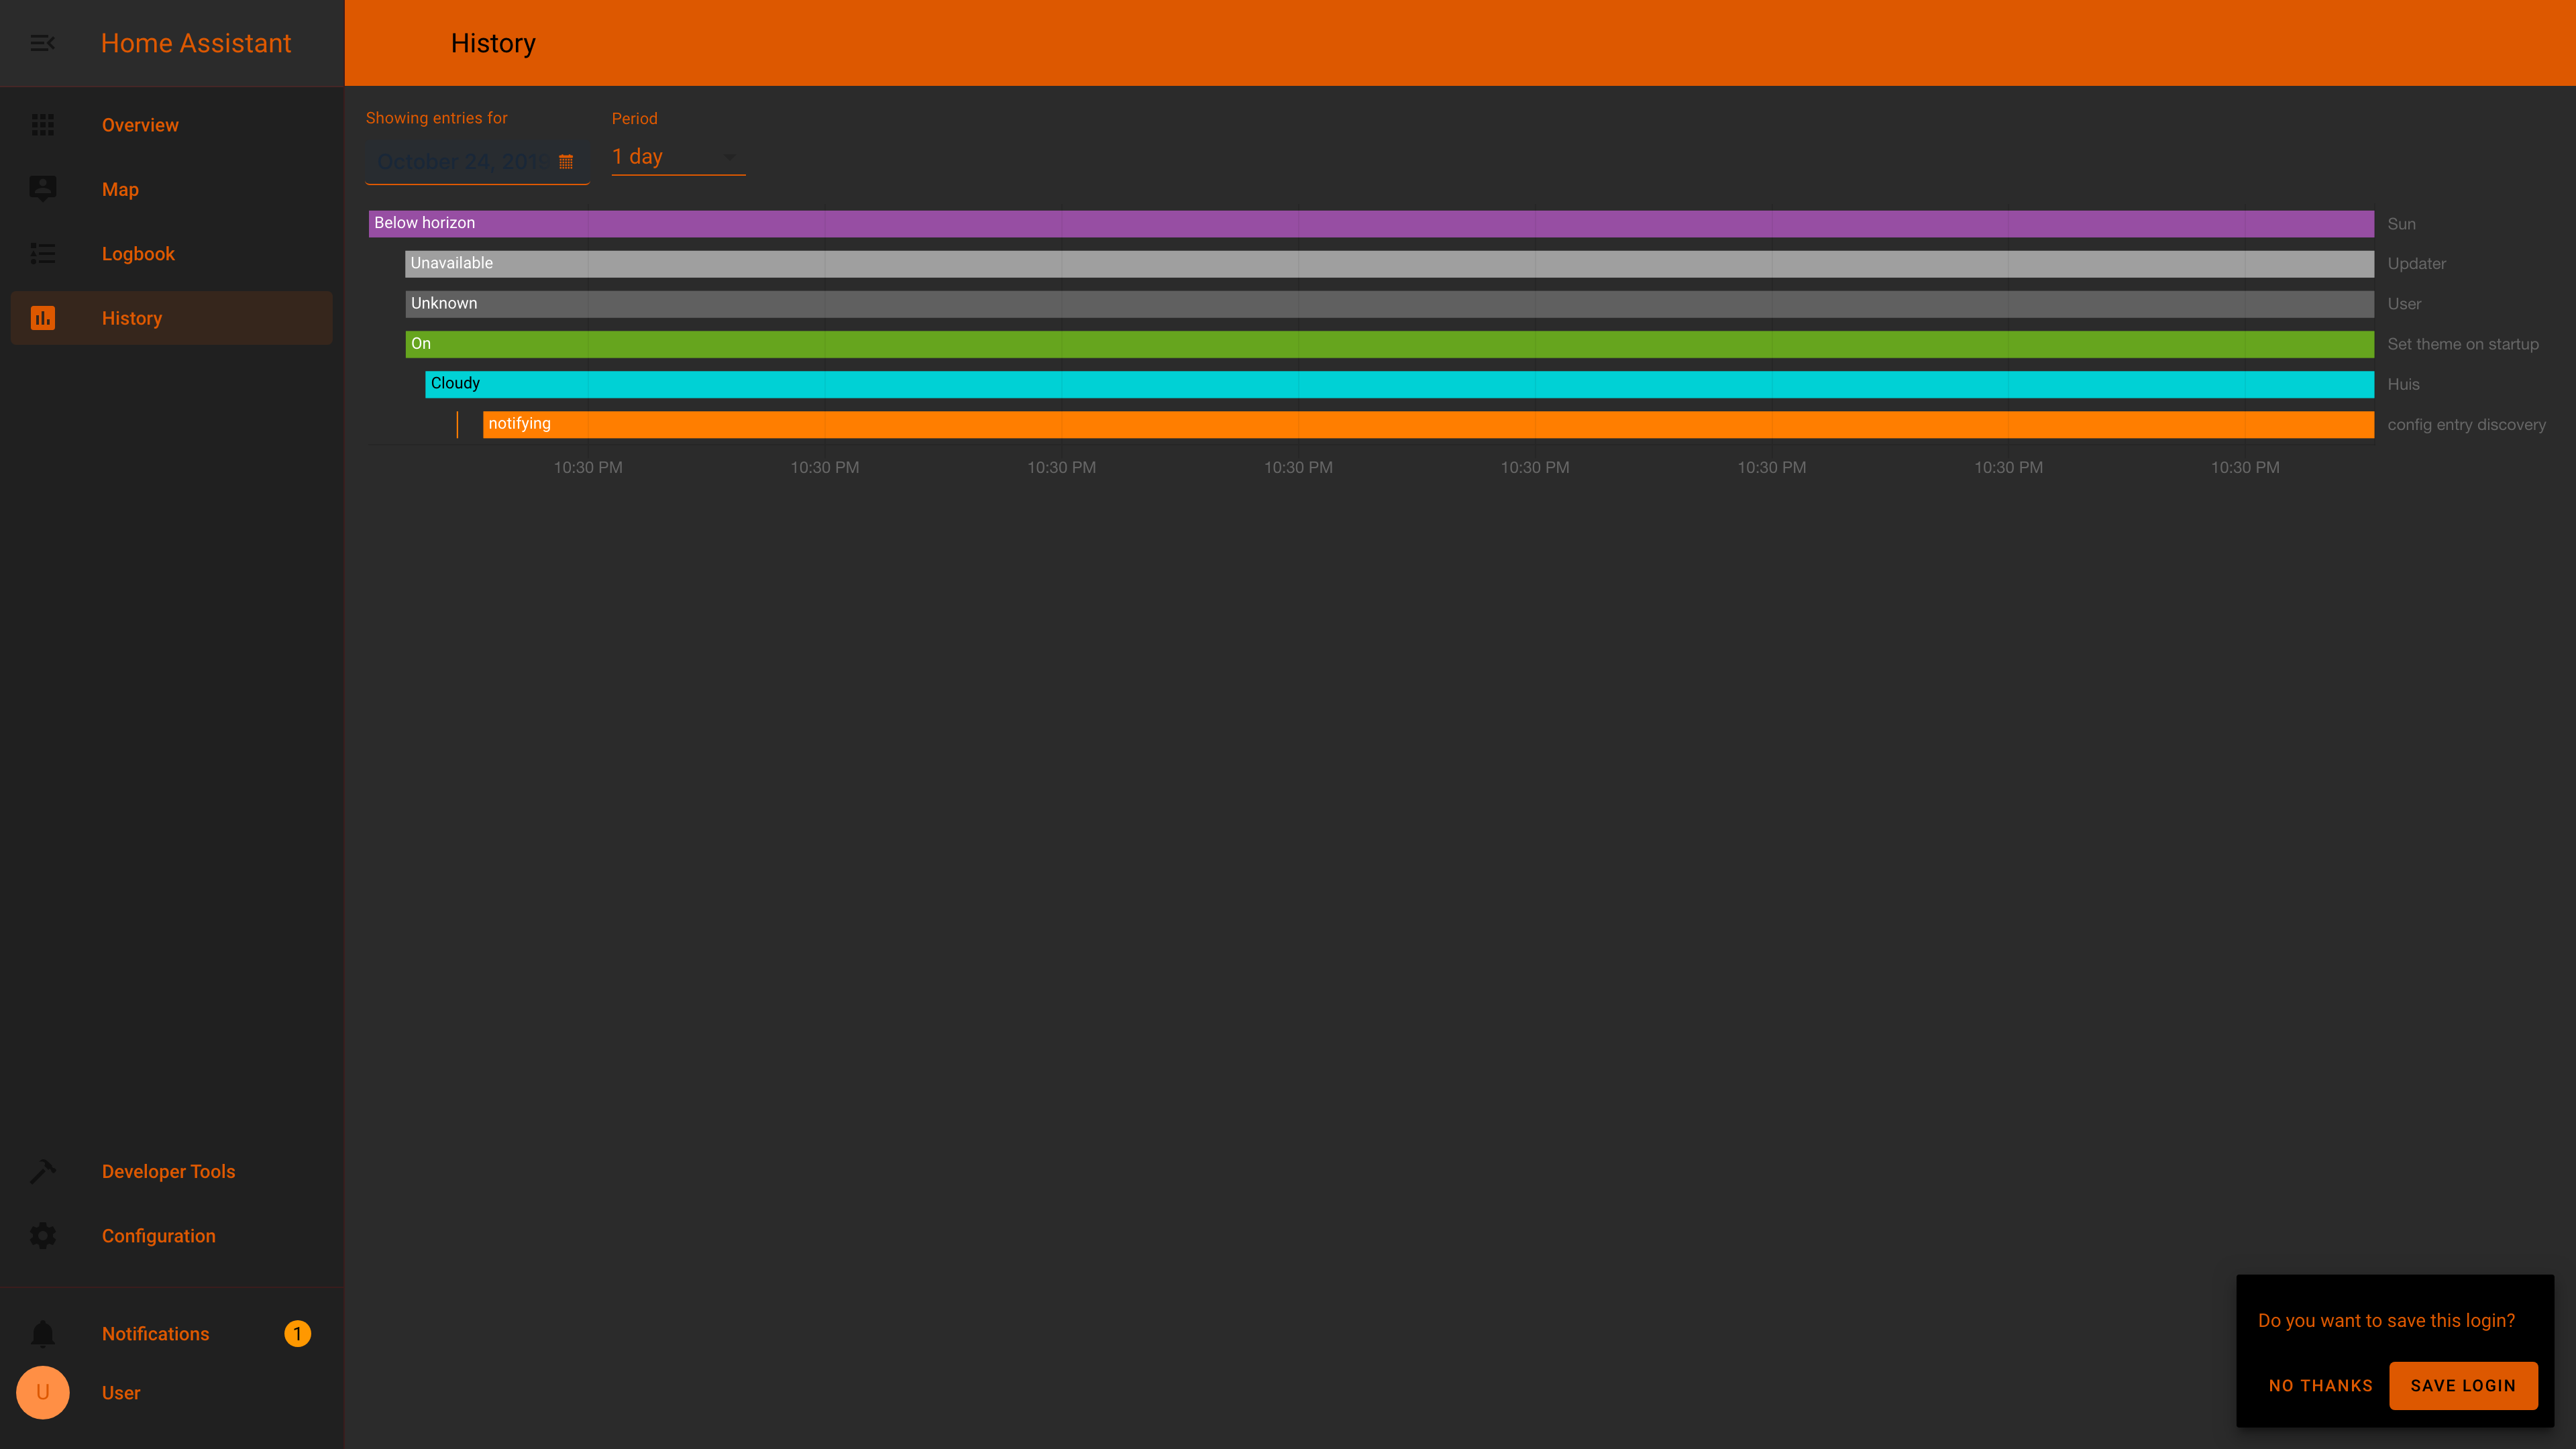 Home Assistant
History
Overview
Map
Logbook
History
Developer Tools
Configuration
Notifications 1
U User
Showing entries for
October 24, 201
Period
1 day
Below horizon Sun
Unavailable Updater
Unknown User
On Set theme on startup
Cloudy Huis
notifying config entry discovery
10:30 PM 10:30 PM 10:30 PM 10:30 PM 10:30 PM 10:30 PM 10:30 PM 10:30 PM
Do you want to save this login?
NO THANKS SAVE LOGIN